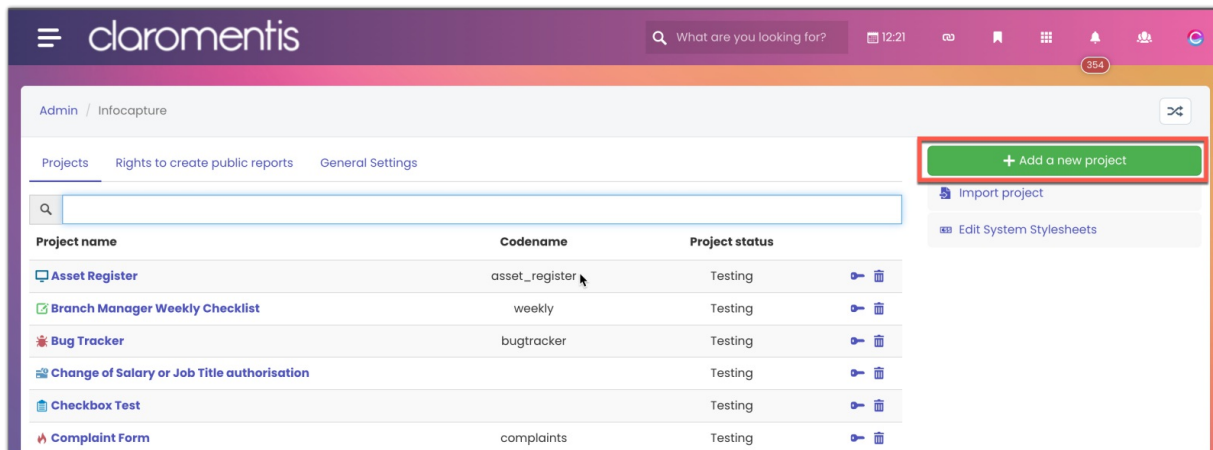 claromentis
What are you looking for?
12:21
354
Admin / Infocapture
Projects Rights to create public reports General Settings
+ Add a new project
Import project
Edit System Stylesheets
Project name Codename Project status
Asset Register asset_register Testing
Branch Manager Weekly Checklist weekly Testing
Bug Tracker bugtracker Testing
Change of Salary or Job Title authorisation Testing
Checkbox Test Testing
Complaint Form complaints Testing